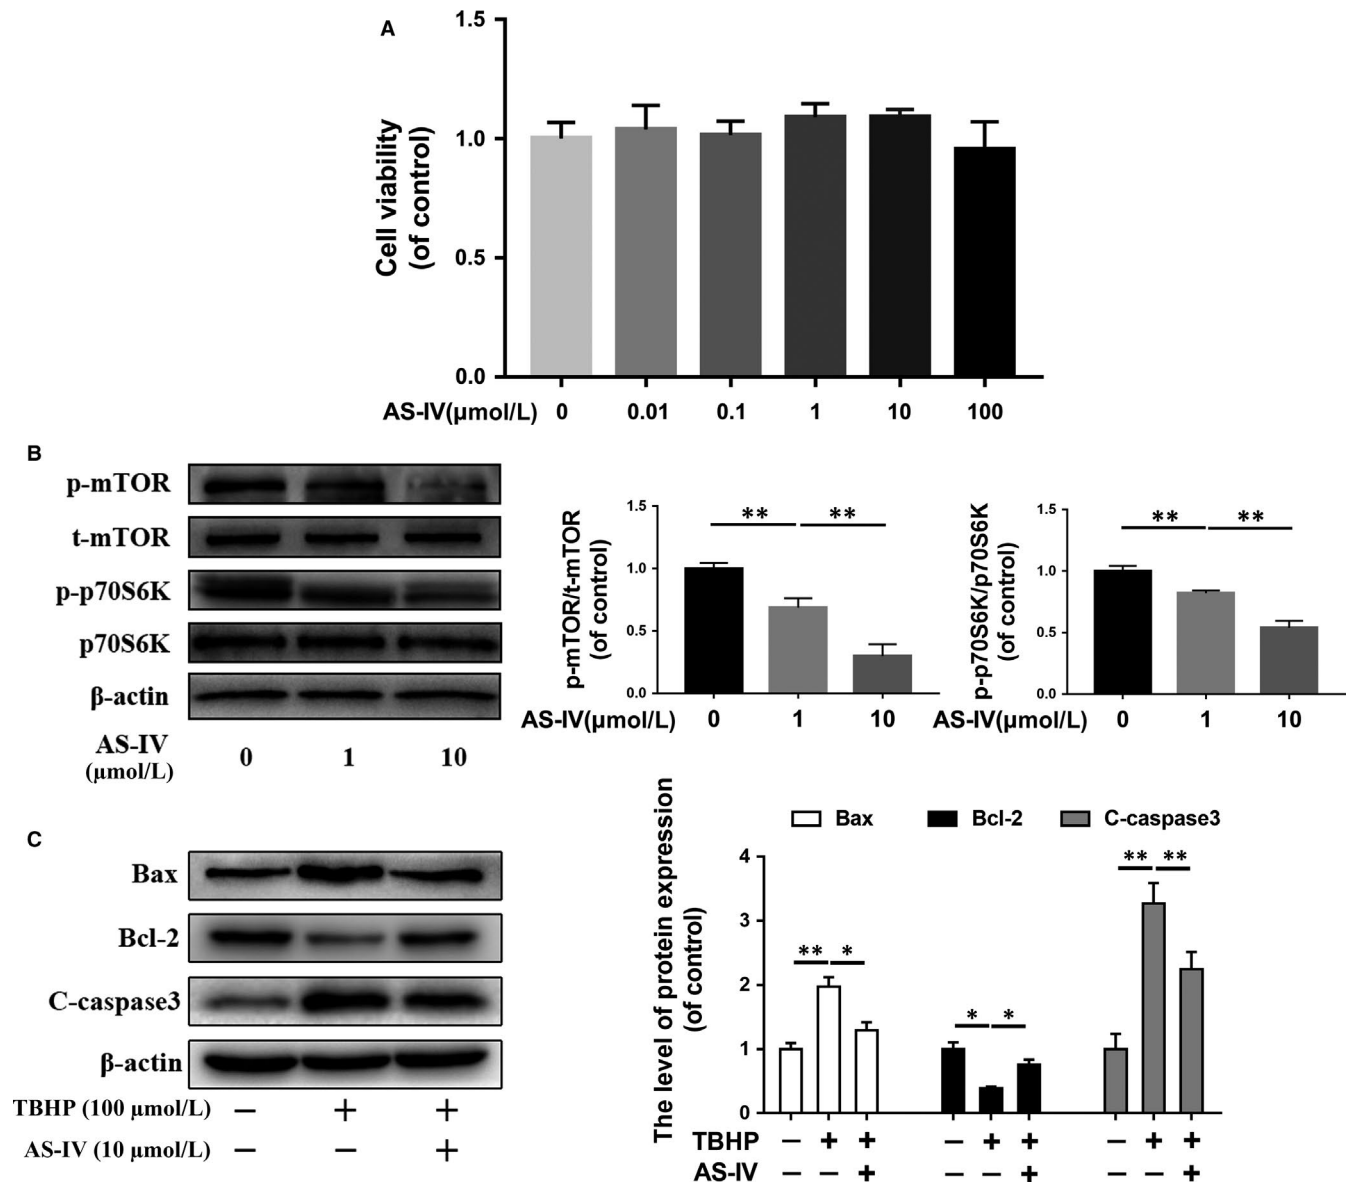 A
Cell viability
(of control)
1.5
1.0
0.5
0.0
AS-IV(μmol/L) 0 0.01 0.1 1 10 100
B
p-mTOR
t-mTOR
p-p70S6K
p70S6K
β-actin
AS-IV
(μmol/L) 0 1 10
p-mTOR/t-mTOR
(of control)
1.5
1.0
0.5
0.0
** **
AS-IV(μmol/L) 0 1 10
p-p70S6K/p70S6K
(of control)
1.5
1.0
0.5
0.0
** **
AS-IV(μmol/L) 0 1 10
C
Bax
Bcl-2
C-caspase3
β-actin
TBHP (100 μmol/L) − + +
AS-IV (10 μmol/L) − − +
The level of protein expression
(of control)
Bax Bcl-2 C-caspase3
4
3
2
1
0
** * * * ** **
TBHP − + + − + + − + +
AS-IV − − + − − + − − +